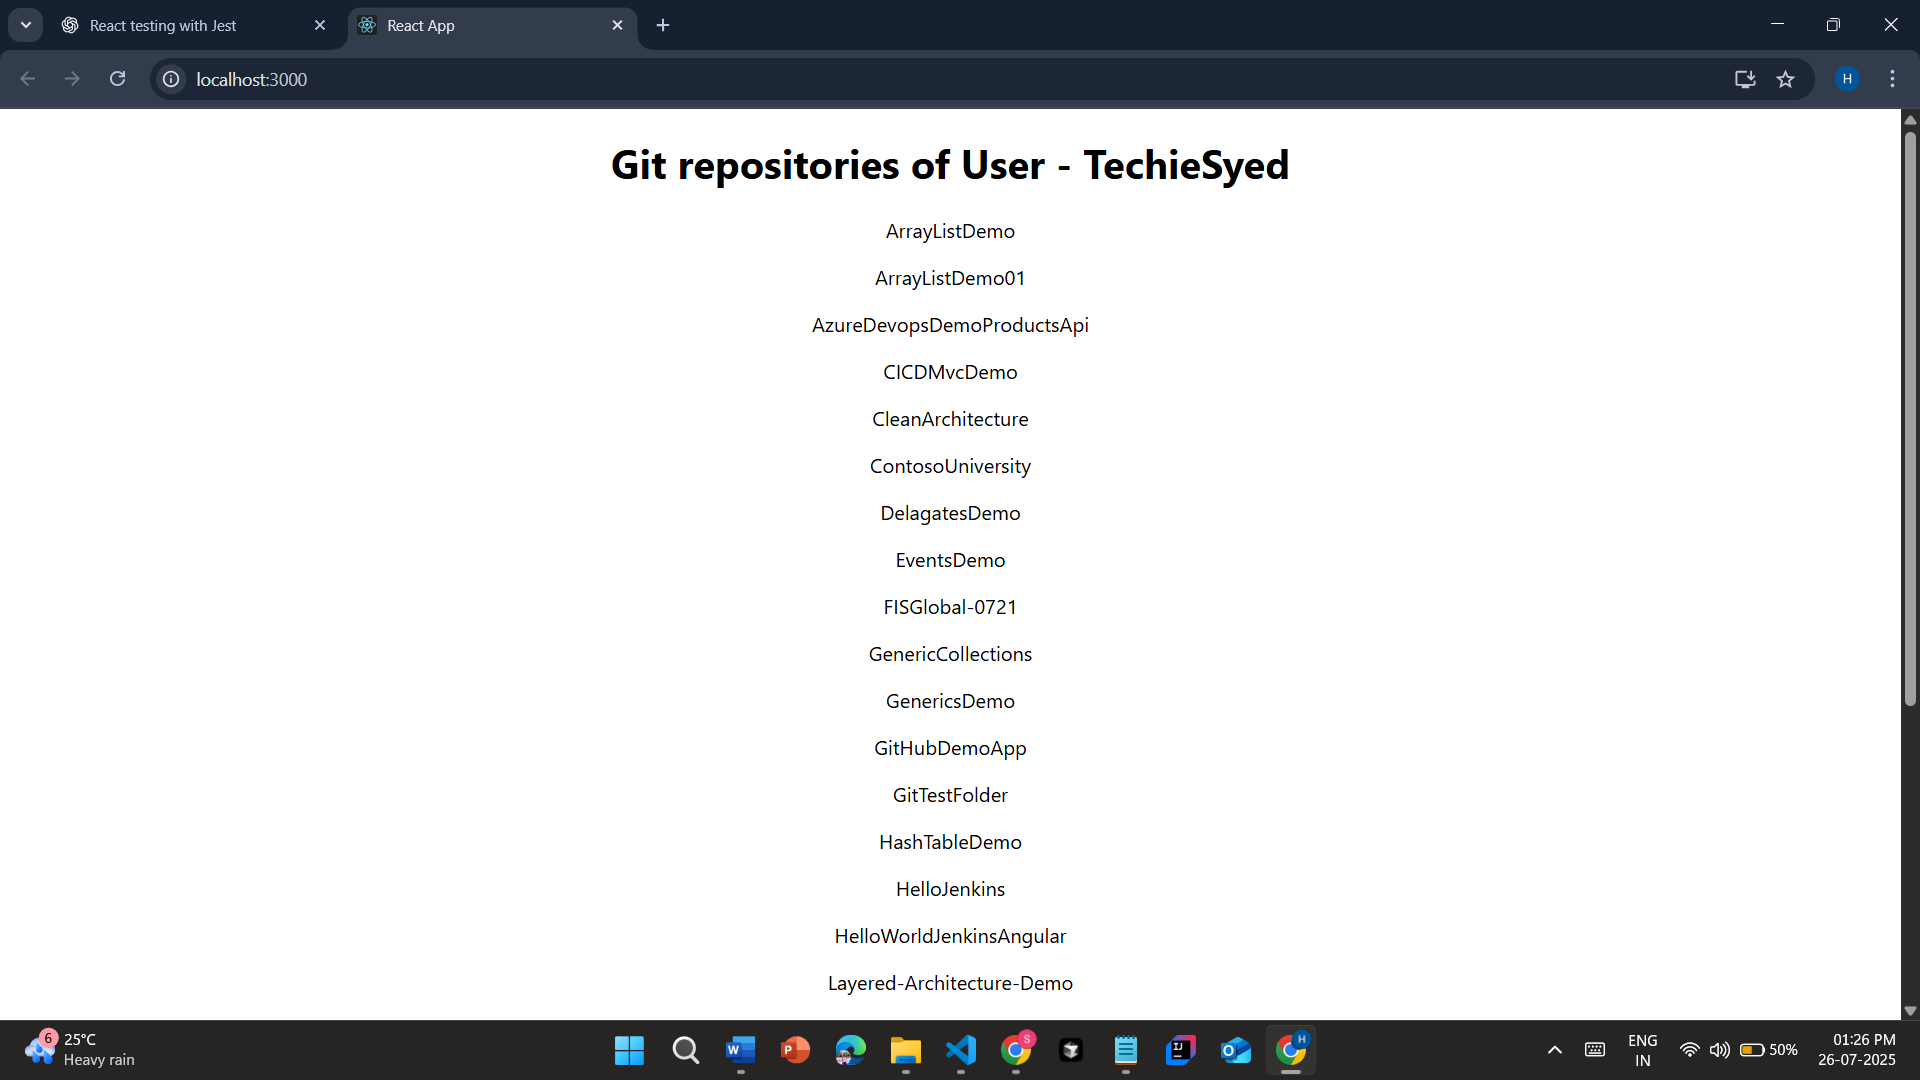 React testing with Jest
React App
localhost:3000
H
Git repositories of User - TechieSyed
ArrayListDemo
ArrayListDemo01
AzureDevopsDemoProductsApi
CICDMvcDemo
CleanArchitecture
ContosoUniversity
DelagatesDemo
EventsDemo
FISGlobal-0721
GenericCollections
GenericsDemo
GitHubDemoApp
GitTestFolder
HashTableDemo
HelloJenkins
HelloWorldJenkinsAngular
Layered-Architecture-Demo
6
25°C
Heavy rain
W
P
S
IJ
O
H
ENG
IN
50%
01:26 PM
26-07-2025